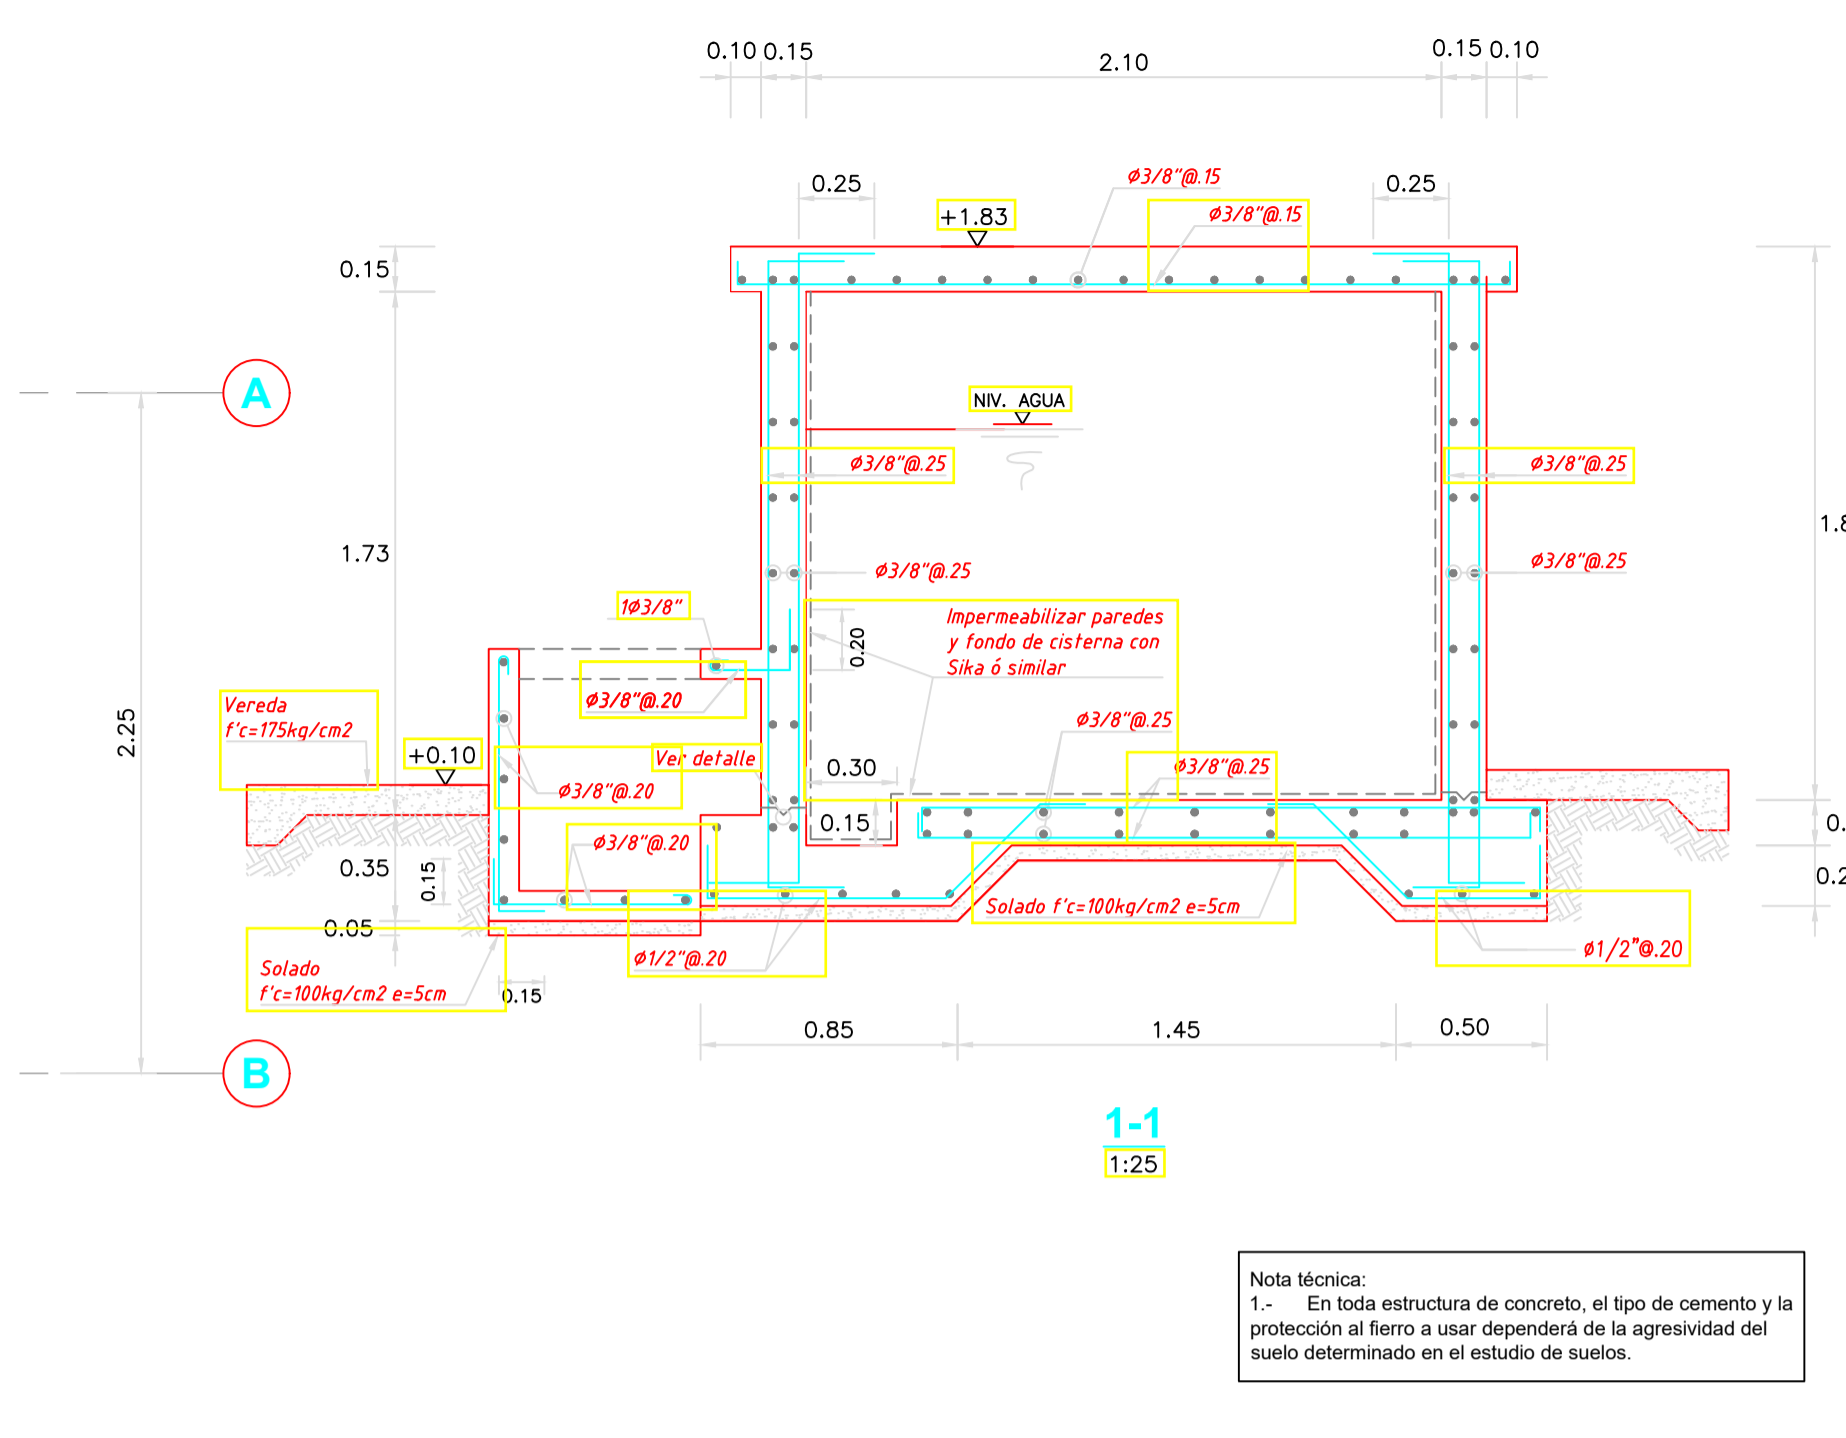 0.10 0.15 2.10 0.15 0.10
Ø3/8"@.15
0.25 0.25
+1.83 Ø3/8"@.15
0.15
A
NIV. AGUA
Ø3/8"@.25 Ø3/8"@.25
1.73
Ø3/8"@.25 Ø3/8"@.25
1Ø3/8"
Impermeabilizar paredes
y fondo de cisterna con
Sika ó similar
0.20
Ø3/8"@.20
Vereda
f'c=175kg/cm2
2.25
Ø3/8"@.25
+0.10
Ver detalle
0.30
Ø3/8"@.25
Ø3/8"@.20
0.15
Ø3/8"@.20
0.35
0.15
Solado f'c=100kg/cm2 e=5cm
0.05
Ø1/2"@.20 Ø1/2"@.20
Solado
f'c=100kg/cm2 e=5cm
0.15
0.85 1.45 0.50
B
1-1
1:25
Nota técnica:
1.- En toda estructura de concreto, el tipo de cemento y la
protección al fierro a usar dependerá de la agresividad del
suelo determinado en el estudio de suelos.